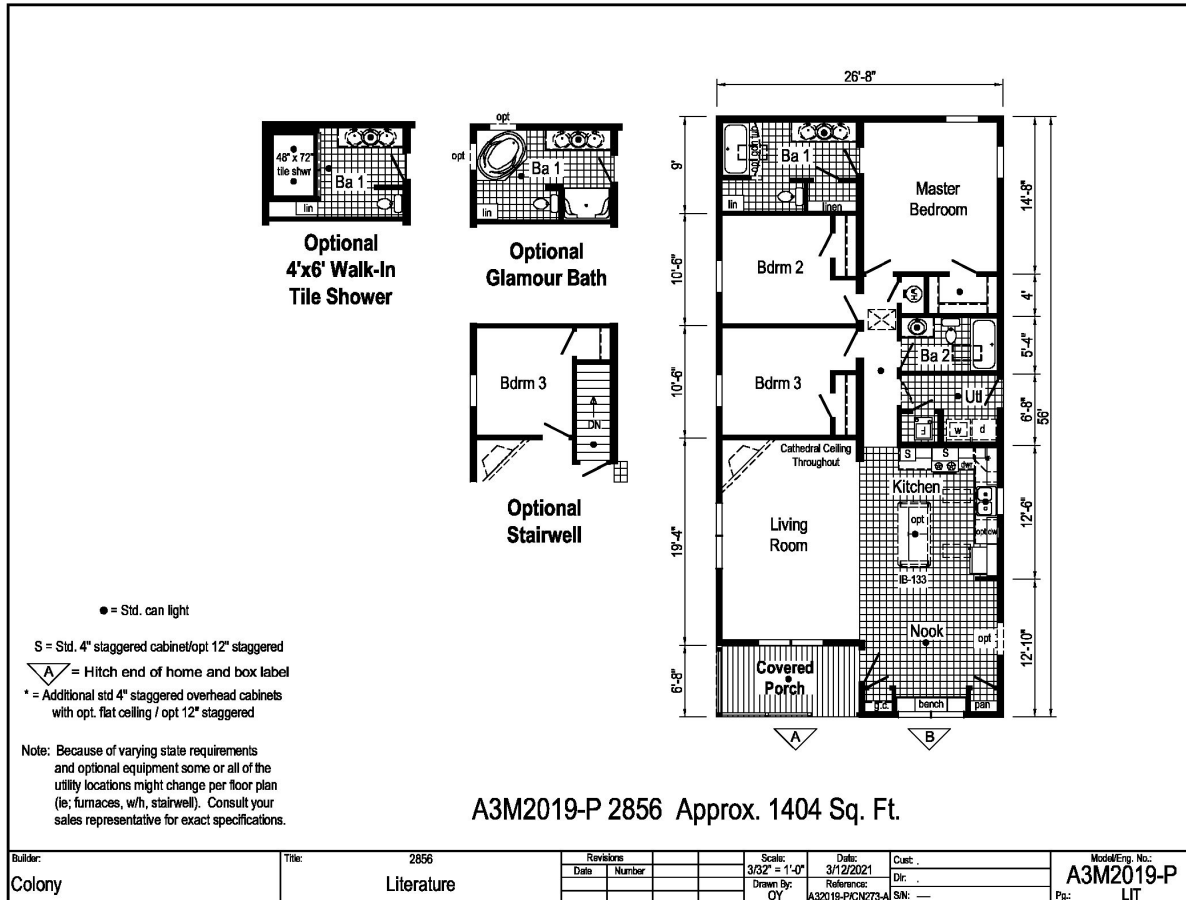 26'-8"
opt
48" x 72"
tile shwr
Ba 1
lin
Optional
4'x6' Walk-In
Tile Shower
opt
Ba 1
lin
Optional
Glamour Bath
Bdrm 3
DN
Optional
Stairwell
9'
10'-6"
10'-6"
19'-4"
6'-8"
Ba 1
lin
linen
Master
Bedroom
14'-8"
Bdrm 2
W/H
4'
Bdrm 3
Ba 2
5'-4"
Utl
w
d
6'-8"
56'
Cathedral Ceiling
Throughout
S
S
dwr
Kitchen
*
opt
opt dw
IB-133
12'-6"
Living
Room
Nook
opt
12'-10"
Covered
Porch
g.c.
bench
pan
A
B
● = Std. can light
S = Std. 4" staggered cabinet/opt 12" staggered
A = Hitch end of home and box label
* = Additional std 4" staggered overhead cabinets
with opt. flat ceiling / opt 12" staggered
Note: Because of varying state requirements
and optional equipment some or all of the
utility locations might change per floor plan
(ie; furnaces, w/h, stairwell). Consult your
sales representative for exact specifications.
A3M2019-P 2856 Approx. 1404 Sq. Ft.
Builder:
Colony
Title:
2856
Literature
Revisions
Date Number
Scale:
3/32" = 1'-0"
Drawn By:
OY
Date:
3/12/2021
Reference:
A32019-P/CN273-A
Cust: .
Dir: .
S/N: —
Model/Eng. No.:
A3M2019-P
Pg.: LIT